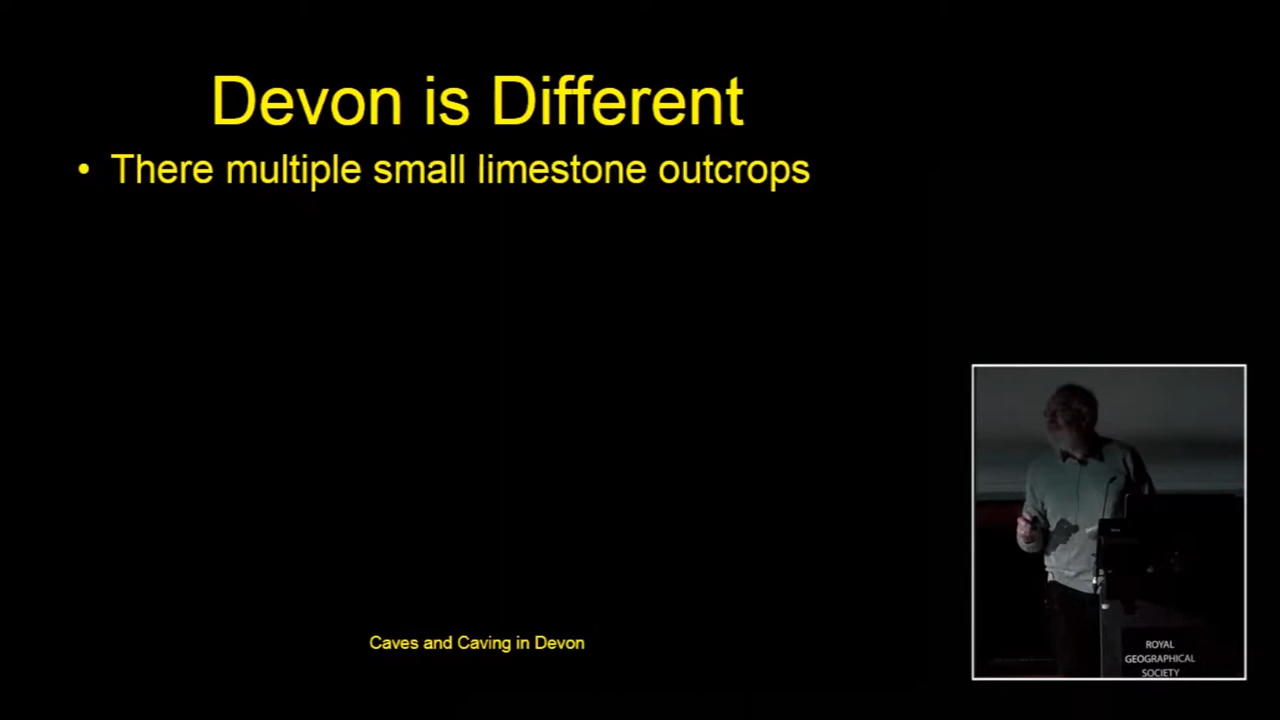 Devon is Different
• There multiple small limestone outcrops
Caves and Caving in Devon
ROYAL
GEOGRAPHICAL
SOCIETY